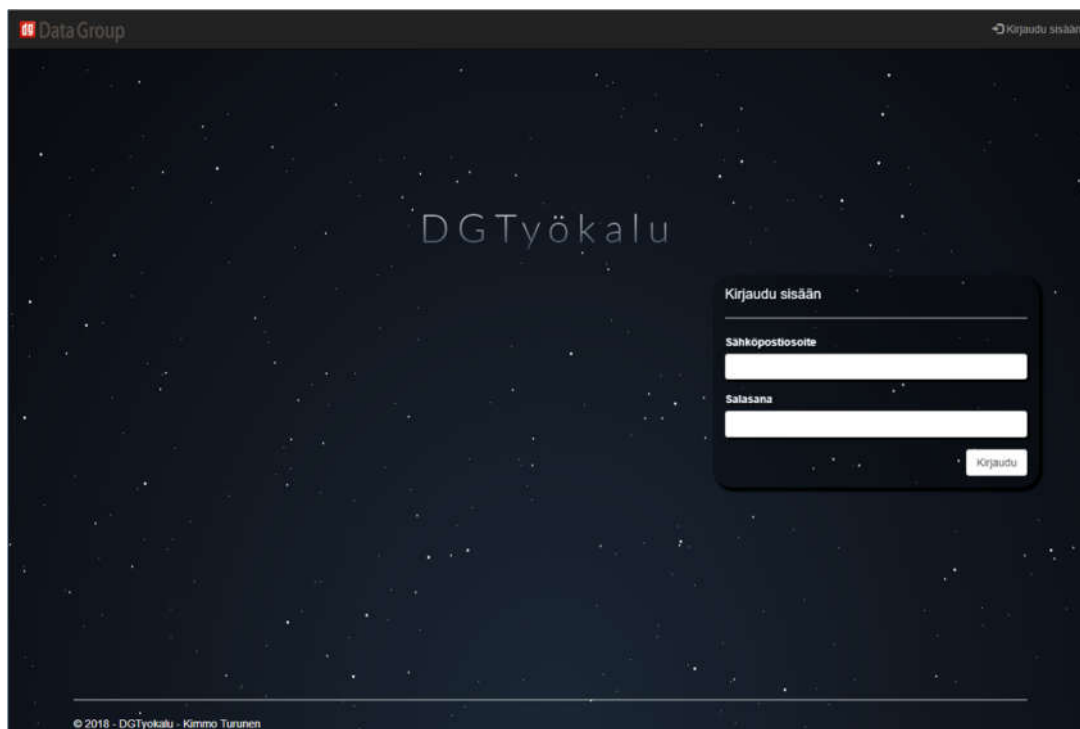 dg Data Group
Kirjaudu sisään
DGTyökalu
Kirjaudu sisään
Sähköpostiosoite
Salasana
Kirjaudu
© 2018 - DGTyokalu - Kimmo Turunen